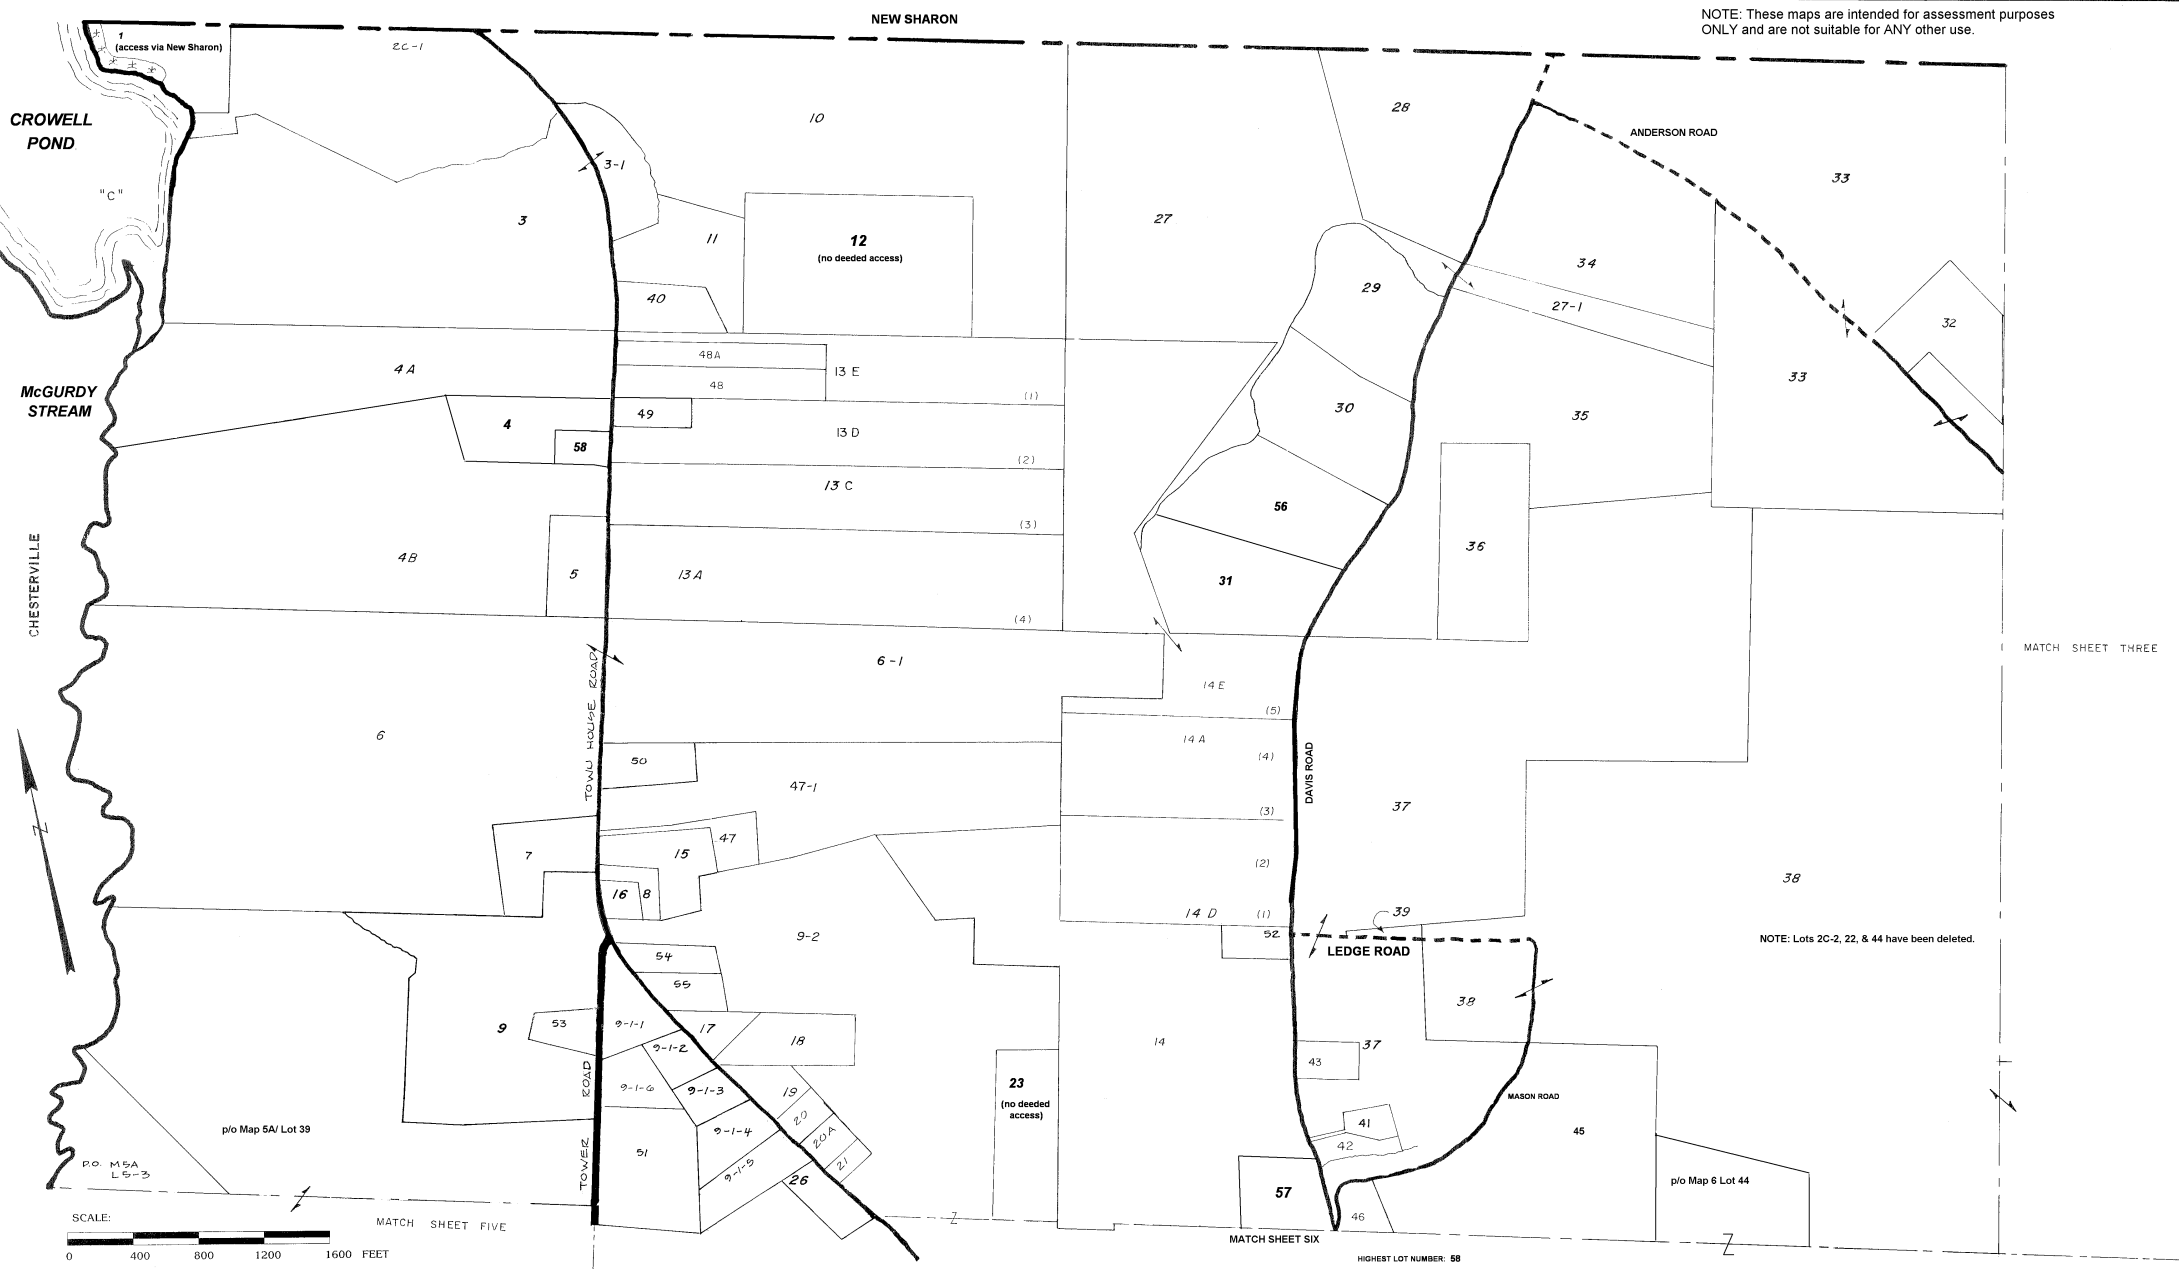 NEW SHARON
NOTE: These maps are intended for assessment purposes
ONLY and are not suitable for ANY other use.
1
(access via New Sharon)
2C-1
10
28
ANDERSON ROAD
CROWELL
POND
33
"C"
3-1
3
27
11
12
(no deeded access)
34
40
29
27-1
32
48A
4A
13 E
33
48
McGURDY
STREAM
(1)
30
49
35
4
13 D
58
(2)
13 C
56
(3)
36
CHESTERVILLE
4B
5
13 A
31
(4)
MATCH SHEET THREE
6-1
14 E
TOWN HOUSE ROAD
(5)
6
14 A
(4)
50
DAVIS ROAD
47-1
37
(3)
47
7
15
(2)
38
16
8
14 D
(1)
39
52
9-2
NOTE: Lots 2C-2, 22, & 44 have been deleted.
LEDGE ROAD
54
55
38
9
53
9-1-1
17
18
14
37
9-1-2
43
23
(no deeded
access)
9-1-6
9-1-3
19
MASON ROAD
ROAD
20
41
p/o Map 5A/ Lot 39
9-1-4
20A
45
42
51
P.O. M5A
L5-3
9-1-5
21
TOWER
26
p/o Map 6 Lot 44
57
46
SCALE:
MATCH SHEET FIVE
Z
Z
Z
MATCH SHEET SIX
0 400 800 1200 1600 FEET
HIGHEST LOT NUMBER: 58